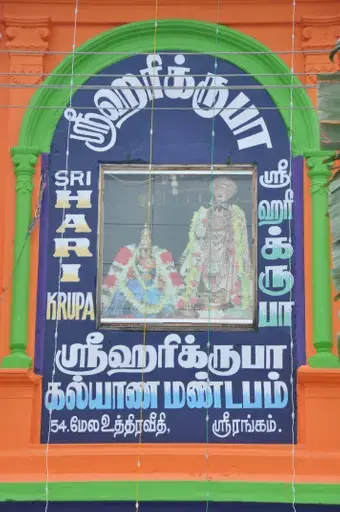 ஸ்ரீஹரிக்ருபா
SRI
HARI
KRUPA
ஸ்ரீ
ஹரி
க்ரு
பா
ஸ்ரீஹரிக்ருபா
கல்யாண மண்டபம்
54. மேல உத்திரவீதி, ஸ்ரீரங்கம்.